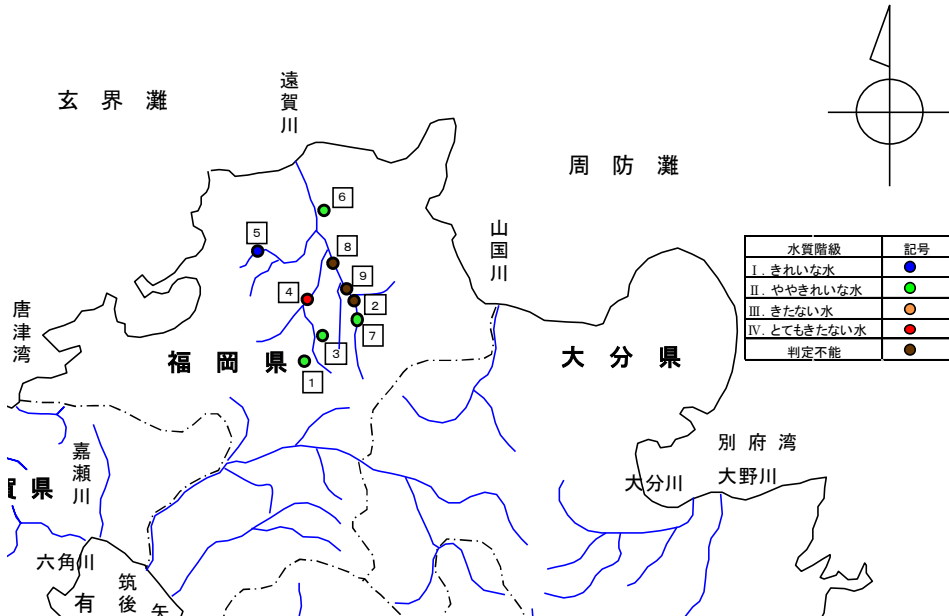 玄界灘
遠賀川
周防灘
山国川
唐津湾
6
5
8
9
4
2
7
3
1
福岡県
大分県
水質階級 記号
Ⅰ．きれいな水
Ⅱ．ややきれいな水
Ⅲ．きたない水
Ⅳ．とてもきたない水
判定不能
嘉瀬川
賀県
別府湾
大分川
大野川
六角川
筑後
有
矢